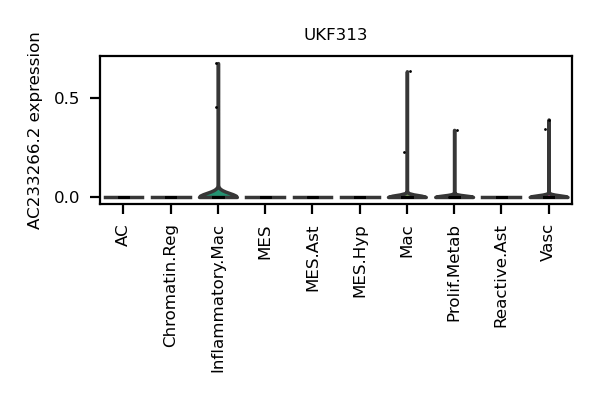 UKF313
AC233266.2 expression
0.5
0.0
AC
Chromatin.Reg
Inflammatory.Mac
MES
MES.Ast
MES.Hyp
Mac
Prolif.Metab
Reactive.Ast
Vasc